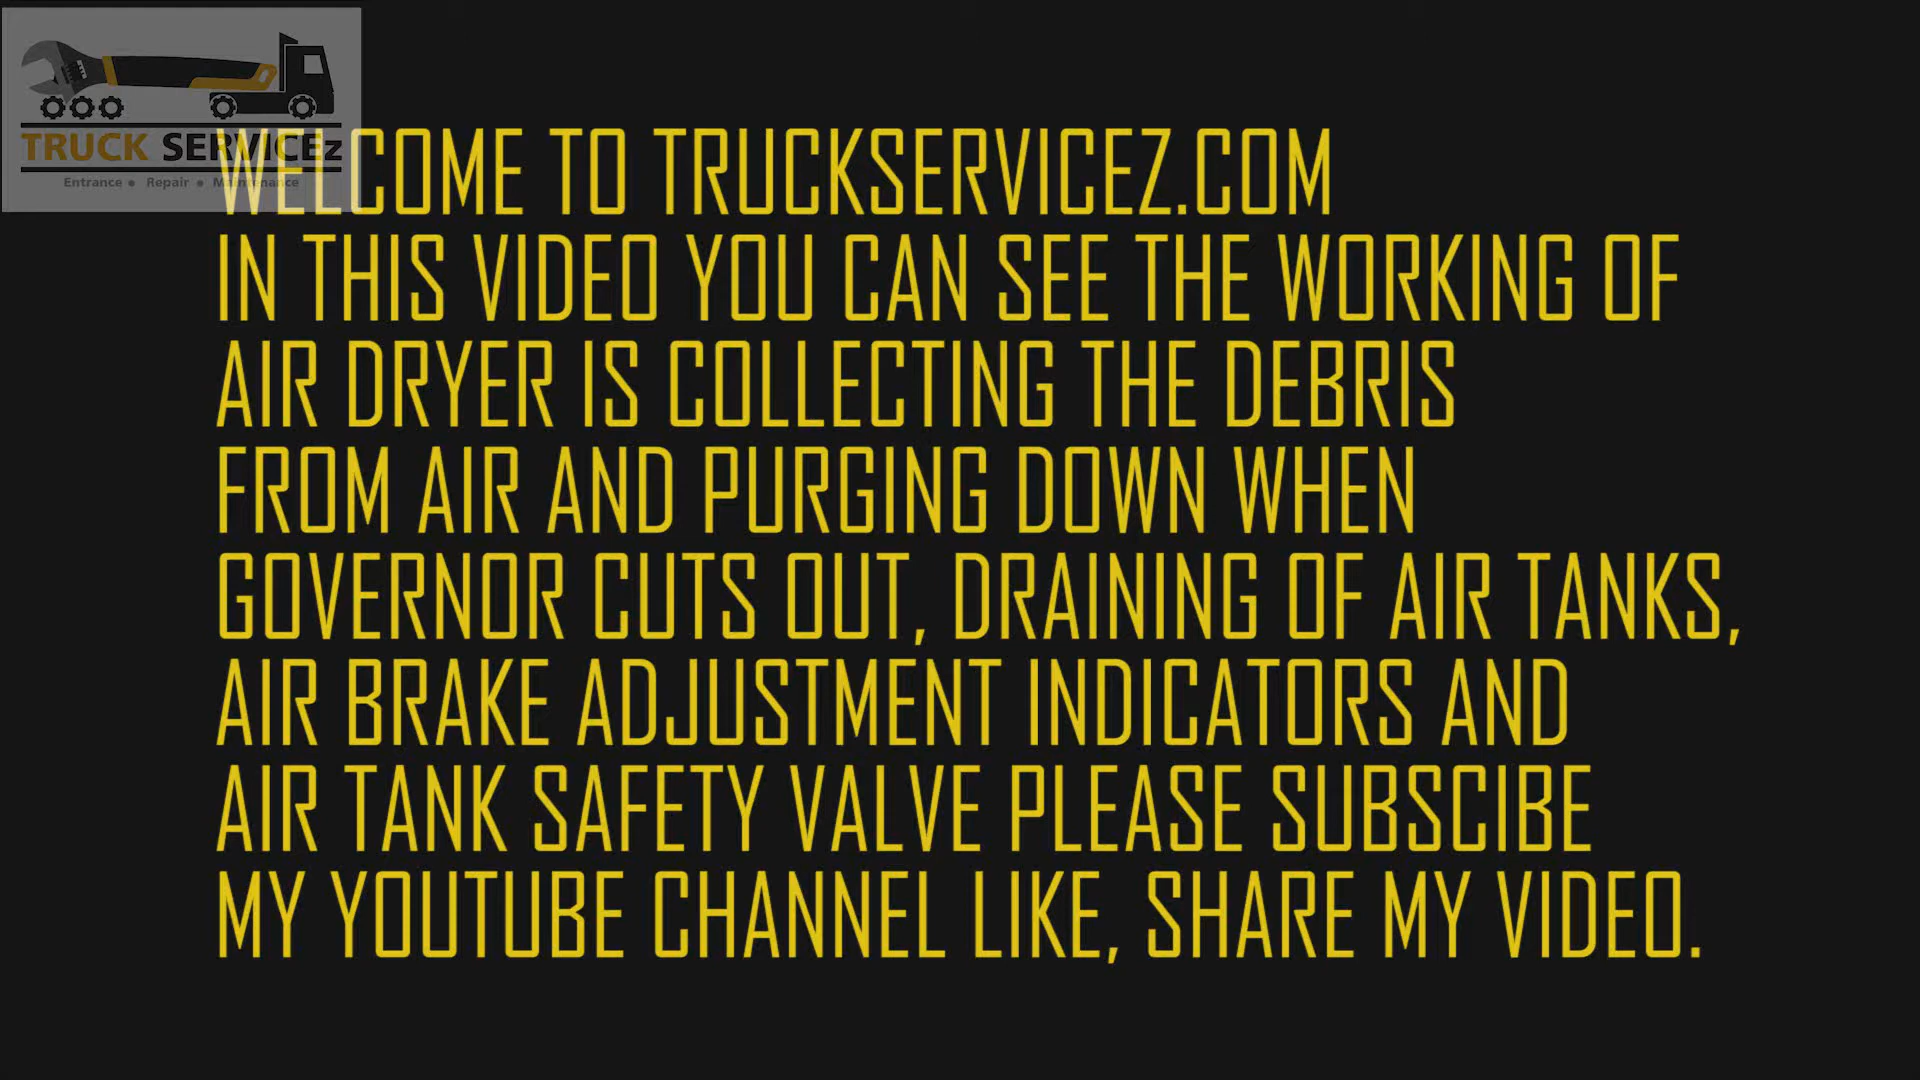 TRUCK SERVICEz
Entrance • Repair • Maintenance
WELCOME TO TRUCKSERVICEZ.COM
IN THIS VIDEO YOU CAN SEE THE WORKING OF
AIR DRYER IS COLLECTING THE DEBRIS
FROM AIR AND PURGING DOWN WHEN
GOVERNOR CUTS OUT, DRAINING OF AIR TANKS,
AIR BRAKE ADJUSTMENT INDICATORS AND
AIR TANK SAFETY VALVE PLEASE SUBSCIBE
MY YOUTUBE CHANNEL LIKE, SHARE MY VIDEO.